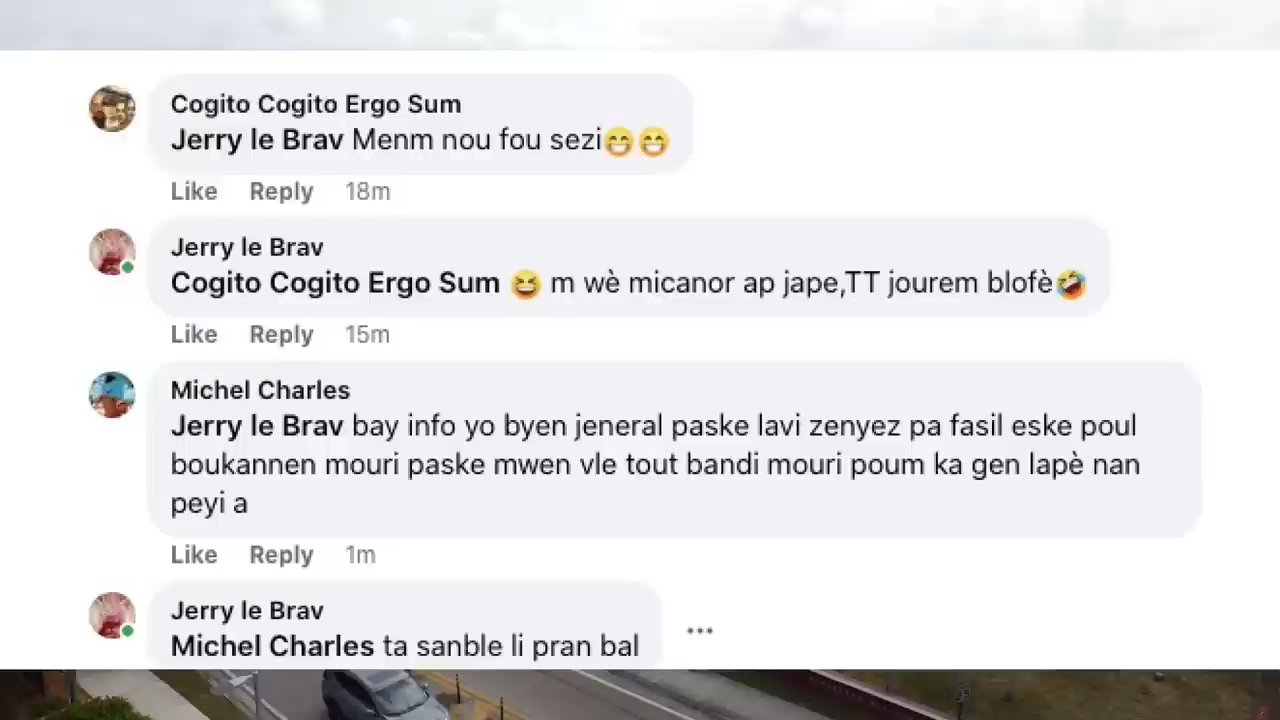 Cogito Cogito Ergo Sum
Jerry le Brav Menm nou fou sezi😁😁
Like Reply 18m
Jerry le Brav
Cogito Cogito Ergo Sum 😆 m wè micanor ap jape,TT jourem blofè🤣
Like Reply 15m
Michel Charles
Jerry le Brav bay info yo byen jeneral paske lavi zenyez pa fasil eske poul
boukannen mouri paske mwen vle tout bandi mouri poum ka gen lapè nan
peyi a
Like Reply 1m
Jerry le Brav
Michel Charles ta sanble li pran bal